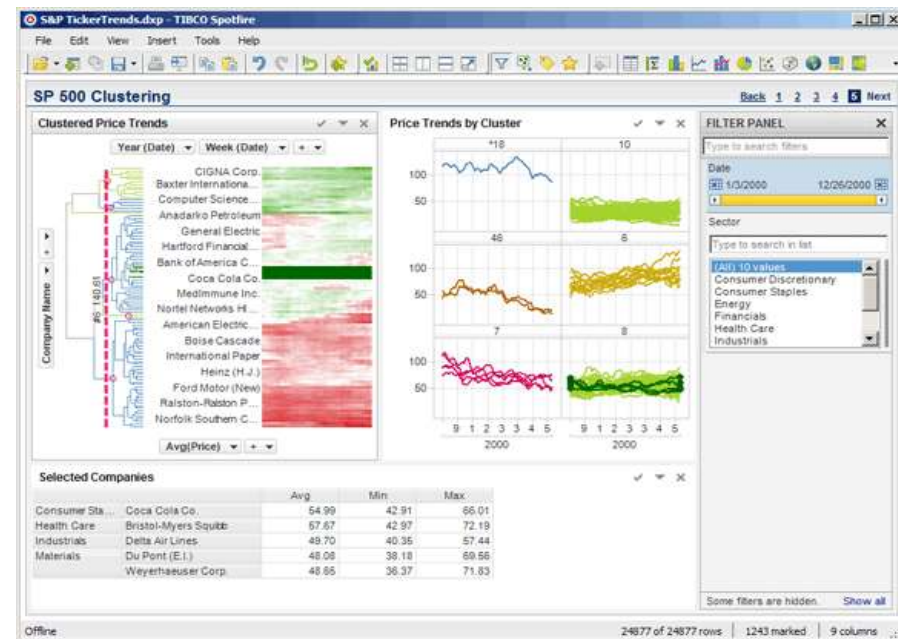 S&P TickerTrends.dxp - TIBCO Spotfire
File Edit View Insert Tools Help
SP 500 Clustering
Back 1 2 3 4 5 Next
Clustered Price Trends
Year (Date) Week (Date) +
CIGNA Corp.
Baxter Internationa...
Computer Science...
Anadarko Petroleum
General Electric
Hartford Financial...
Bank of America C...
Coca Cola Co.
MedImmune Inc.
Nortel Networks Hl...
American Electric...
Boise Cascade
International Paper
Heinz (H.J.)
Ford Motor (New)
Ralston-Ralston P...
Norfolk Southern C...
Company Name +
#6 140.61
Avg(Price) +
Price Trends by Cluster
*18 10
100
50
46 6
100
50
7 8
100
50
9 1 2 3 3 4 5 9 1 2 3 3 4 5
2000 2000
FILTER PANEL
Type to search filters
Date
1/3/2000 12/26/2000
Sector
Type to search in list
(All) 10 values
Consumer Discretionary
Consumer Staples
Energy
Financials
Health Care
Industrials
Some filters are hidden. Show all
Selected Companies
Avg Min Max
Consumer Sta... Coca Cola Co. 54.99 42.91 66.01
Health Care Bristol-Myers Squibb 57.67 42.97 72.19
Industrials Delta Air Lines 49.70 40.35 57.44
Materials Du Pont (E.I.) 48.08 38.18 69.56
Weyerhaeuser Corp. 48.65 36.37 71.83
Offline
24877 of 24877 rows 1243 marked 9 columns